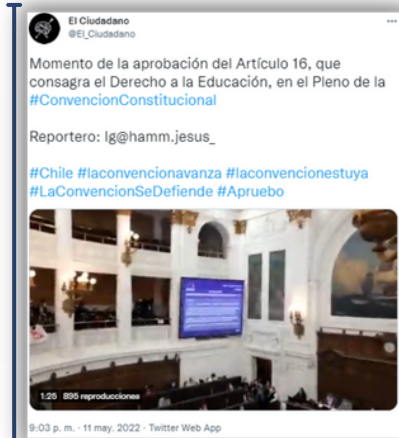 El Ciudadano
@El_Ciudadano
Momento de la aprobación del Artículo 16, que
consagra el Derecho a la Educación, en el Pleno de la
#ConvencionConstitucional
Reportero: Ig@hamm.jesus_
#Chile #laconvencionavanza #laconvencionestuya
#LaConvencionSeDefiende #Apruebo
1:25 895 reproducciones
9:03 p. m. · 11 may. 2022 · Twitter Web App